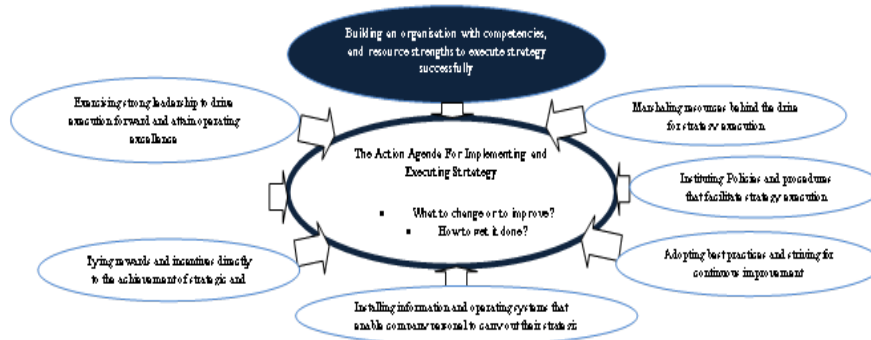 Building an organisation with competencies,
and resource strengths to execute strategy
successfully
Exercising strong leadership to drive
execution forward and attain operating
excellence
Marshaling resources behind the drive
for strategy execution
The Action Agenda For Implementing and
Executing Strategy
Instituting Policies and procedures
that facilitate strategy execution
▪ What to change or to improve?
▪ How to get it done?
Tying rewards and incentives directly
to the achievement of strategic and
Adopting best practices and striving for
continuous improvement
Installing information and operating systems that
enable company personal to carry out their strategic